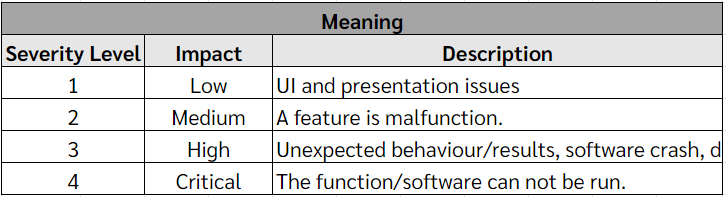 Meaning
Severity Level Impact Description
1 Low UI and presentation issues
2 Medium A feature is malfunction.
3 High Unexpected behaviour/results, software crash, d
4 Critical The function/software can not be run.